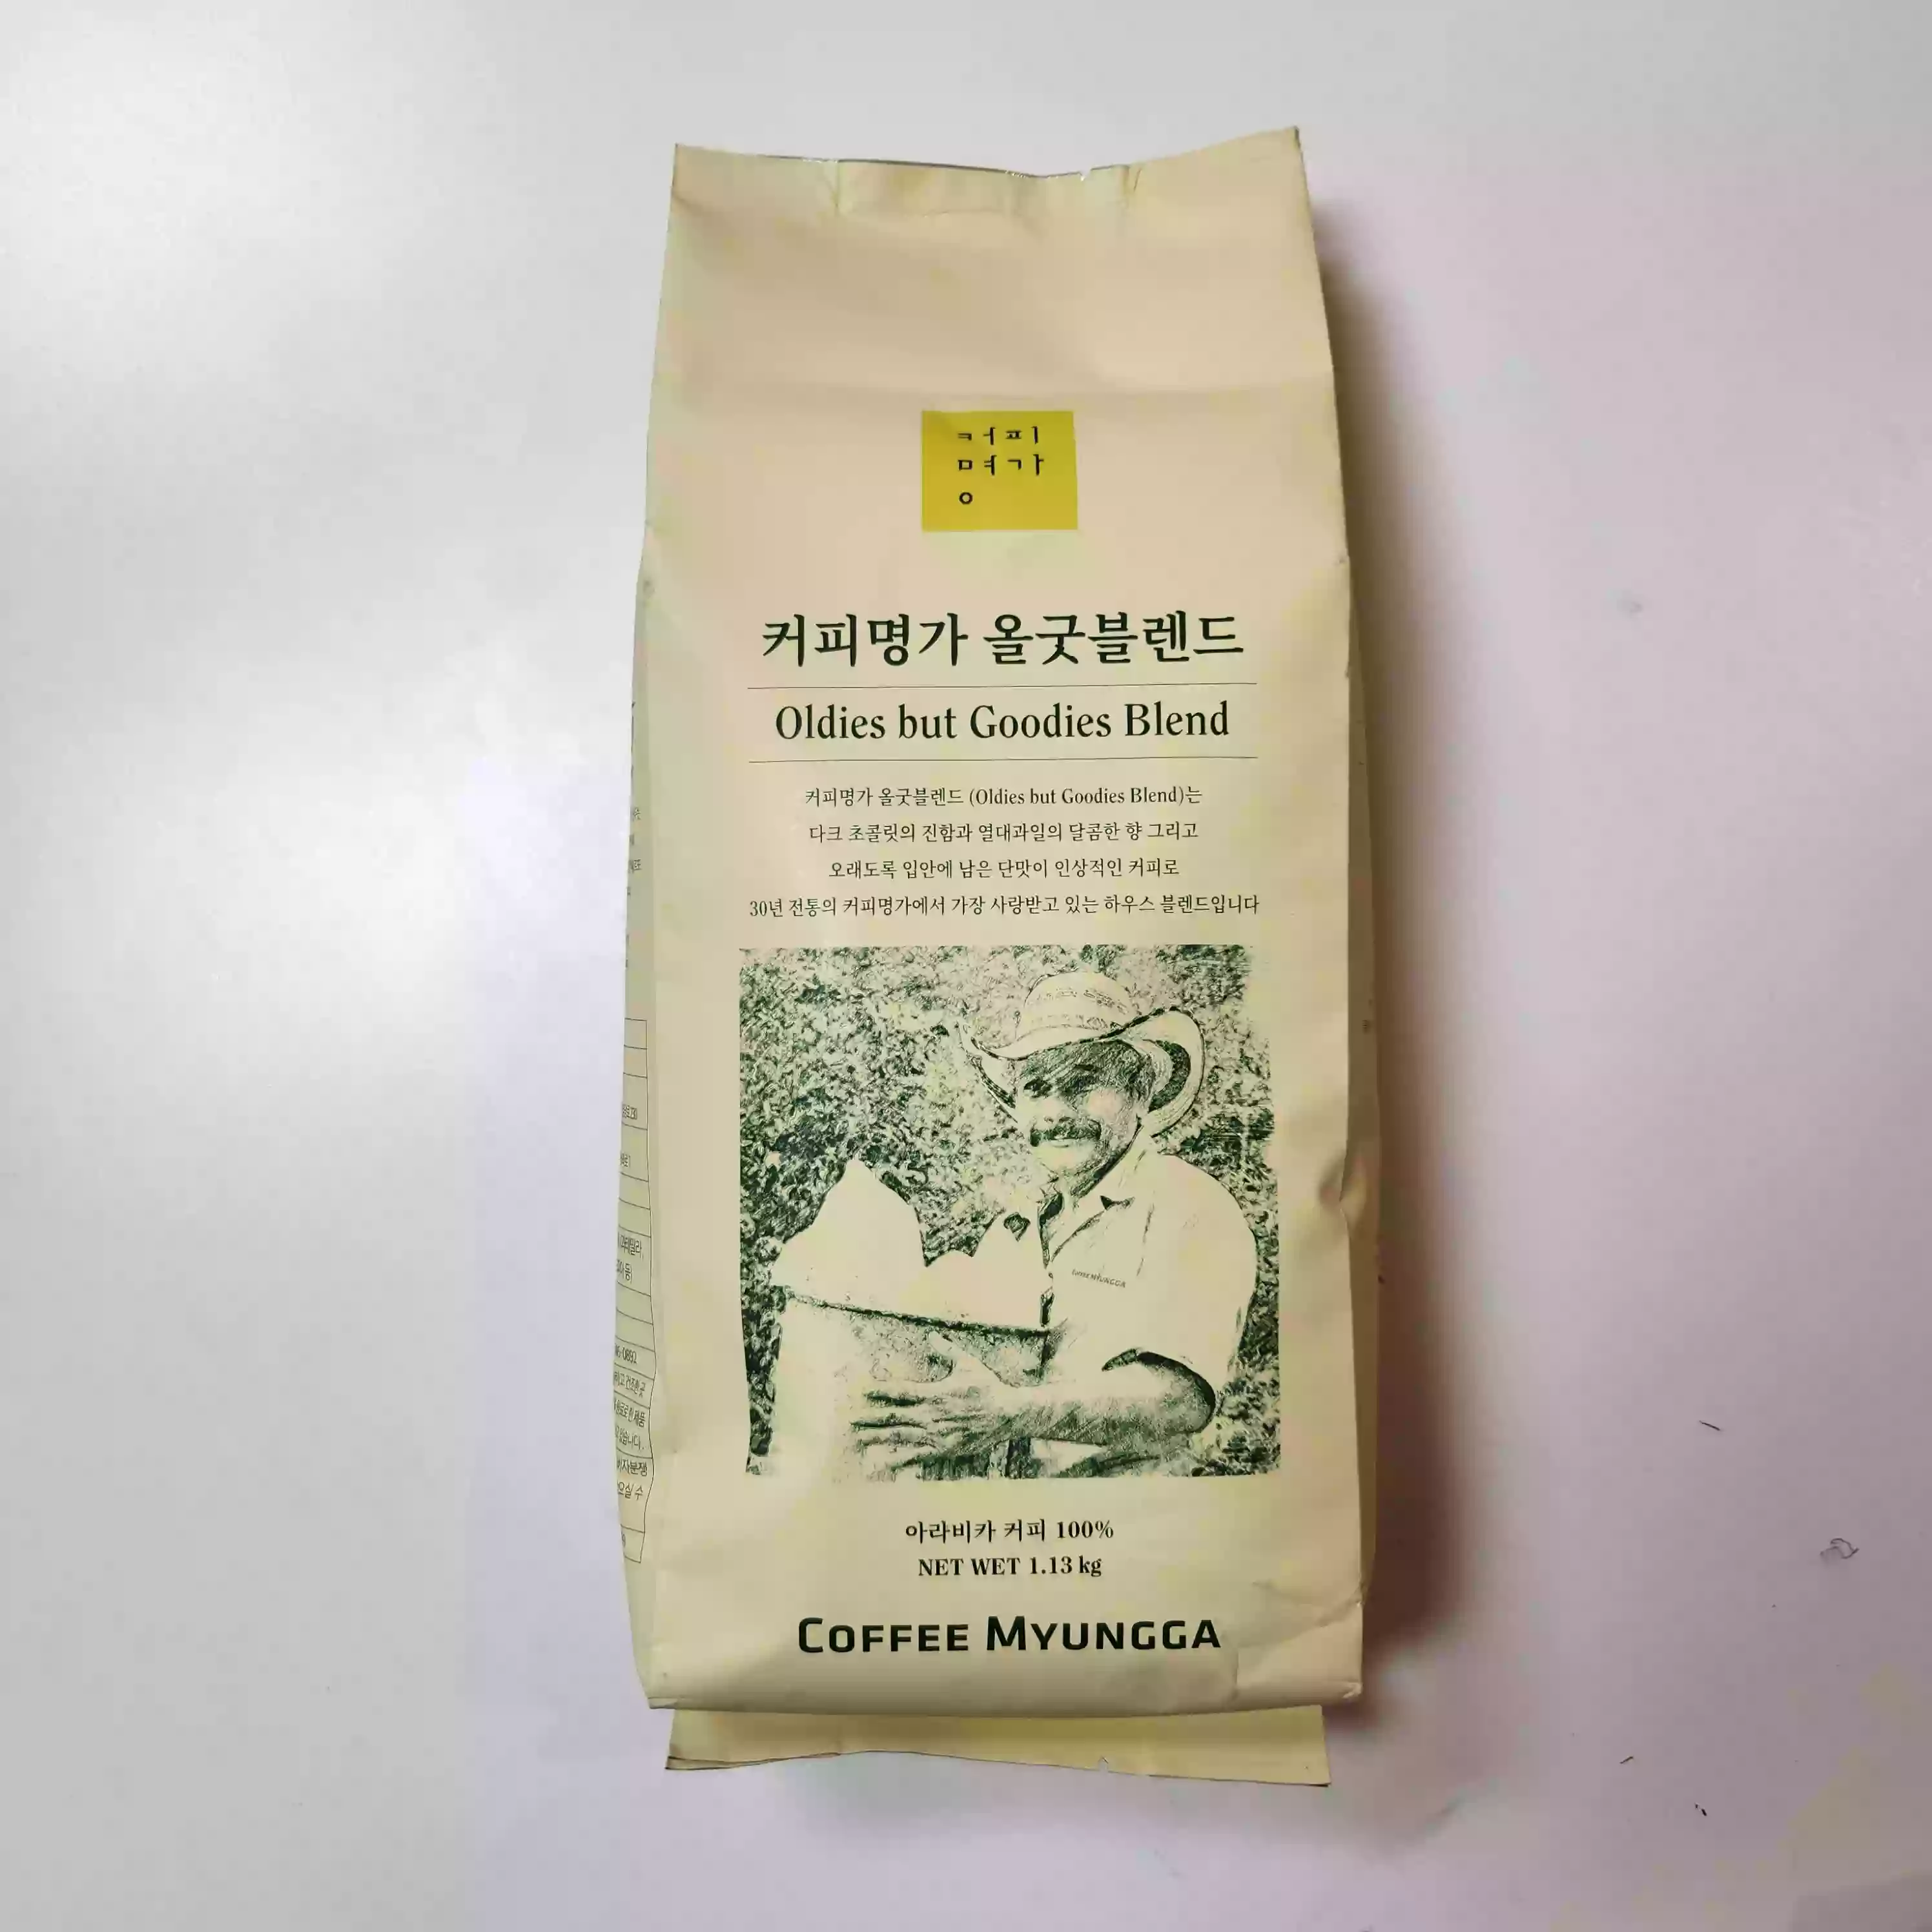 커피
명가
커피명가 올굿블렌드
Oldies but Goodies Blend
커피명가 올굿블렌드 (Oldies but Goodies Blend)는
다크 초콜릿의 진함과 열대과일의 달콤한 향 그리고
오래도록 입안에 남은 단맛이 인상적인 커피로
30년 전통의 커피명가에서 가장 사랑받고 있는 하우스 블렌드입니다
COFFEE MYUNGGA
아라비카 커피 100%
NET WET 1.13 kg
COFFEE MYUNGGA